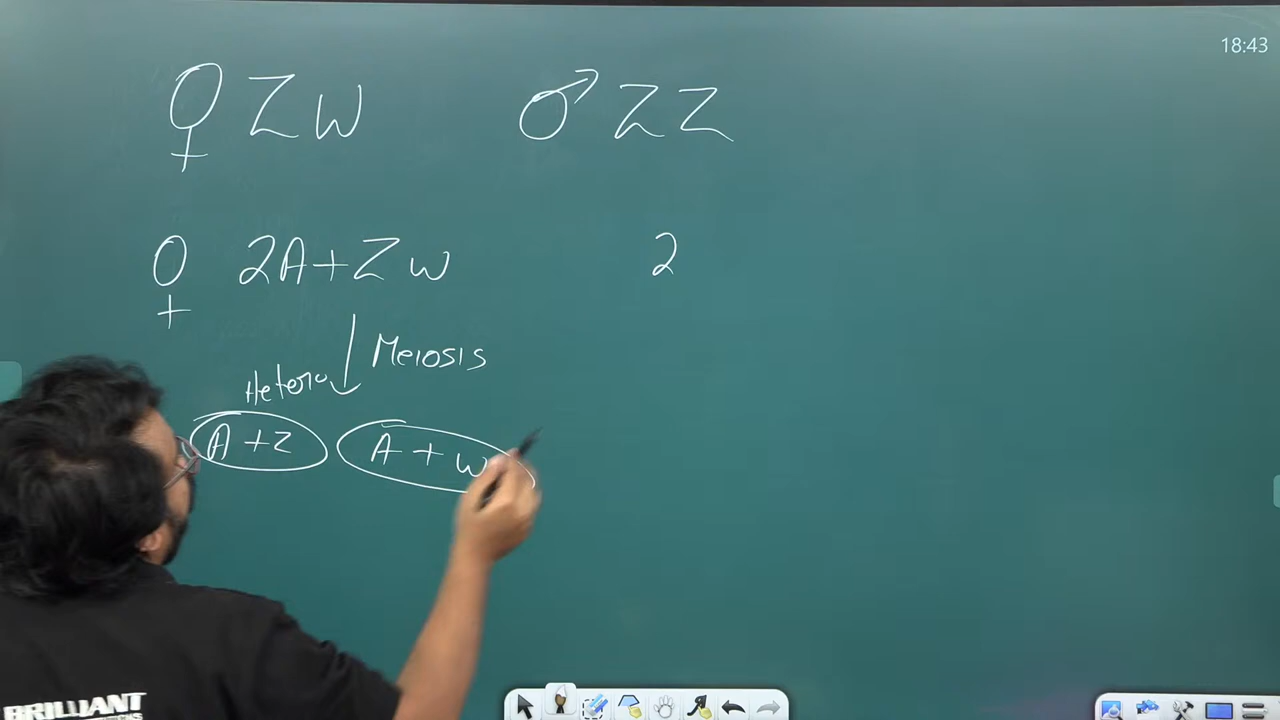 18:43
♀ ZW ♂ ZZ
♀ 2A+ZW 2
Meiosis
Hetero
A+Z A+W
BRILLIANT